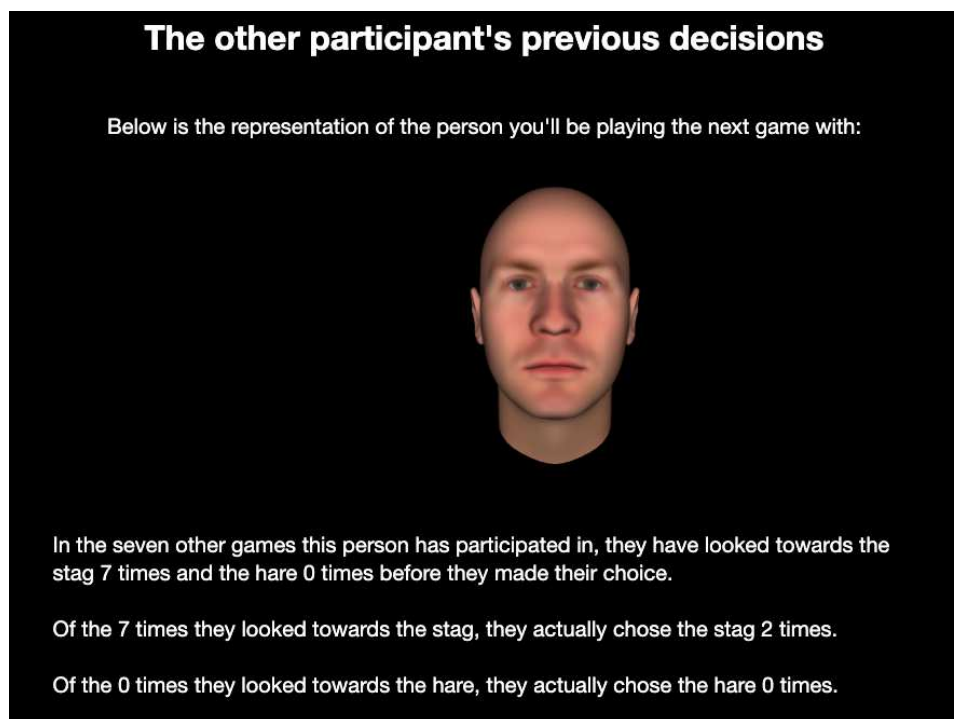 The other participant's previous decisions
Below is the representation of the person you'll be playing the next game with:
In the seven other games this person has participated in, they have looked towards the
stag 7 times and the hare 0 times before they made their choice.
Of the 7 times they looked towards the stag, they actually chose the stag 2 times.
Of the 0 times they looked towards the hare, they actually chose the hare 0 times.